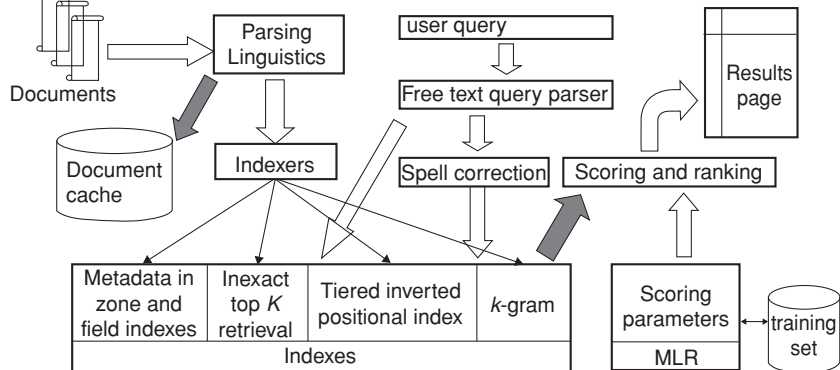 Documents
Parsing
Linguistics
user query
Free text query parser
Results
page
Document
cache
Indexers
Spell correction
Scoring and ranking
Metadata in
zone and
field indexes
Inexact
top K
retrieval
Tiered inverted
positional index
k-gram
Indexes
Scoring
parameters
MLR
training
set